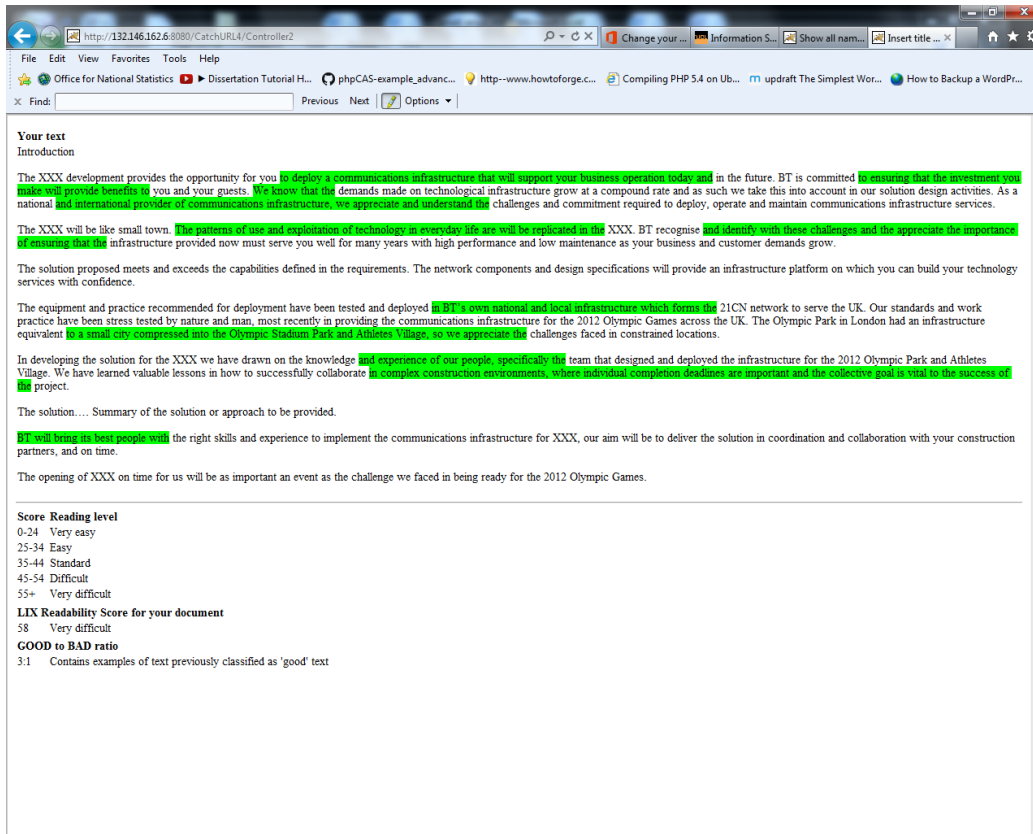 http://132.146.162.6:8080/CatchURL4/Controller2
Change your ...
Information S...
Show all nam...
Insert title ...
File Edit View Favorites Tools Help
Office for National Statistics
Dissertation Tutorial H...
phpCAS-example_advanc...
http--www.howtoforge.c...
Compiling PHP 5.4 on Ub...
updraft The Simplest Wor...
How to Backup a WordPr...
x Find: Previous Next Options
Your text
Introduction
The XXX development provides the opportunity for you to deploy a communications infrastructure that will support your business operation today and in the future. BT is committed to ensuring that the investment you
make will provide benefits to you and your guests. We know that the demands made on technological infrastructure grow at a compound rate and as such we take this into account in our solution design activities. As a
national and international provider of communications infrastructure, we appreciate and understand the challenges and commitment required to deploy, operate and maintain communications infrastructure services.
The XXX will be like small town. The patterns of use and exploitation of technology in everyday life are will be replicated in the XXX. BT recognise and identify with these challenges and the appreciate the importance
of ensuring that the infrastructure provided now must serve you well for many years with high performance and low maintenance as your business and customer demands grow.
The solution proposed meets and exceeds the capabilities defined in the requirements. The network components and design specifications will provide an infrastructure platform on which you can build your technology
services with confidence.
The equipment and practice recommended for deployment have been tested and deployed in BT's own national and local infrastructure which forms the 21CN network to serve the UK. Our standards and work
practice have been stress tested by nature and man, most recently in providing the communications infrastructure for the 2012 Olympic Games across the UK. The Olympic Park in London had an infrastructure
equivalent to a small city compressed into the Olympic Stadium Park and Athletes Village, so we appreciate the challenges faced in constrained locations.
In developing the solution for the XXX we have drawn on the knowledge and experience of our people, specifically the team that designed and deployed the infrastructure for the 2012 Olympic Park and Athletes
Village. We have learned valuable lessons in how to successfully collaborate in complex construction environments, where individual completion deadlines are important and the collective goal is vital to the success of
the project.
The solution.... Summary of the solution or approach to be provided.
BT will bring its best people with the right skills and experience to implement the communications infrastructure for XXX, our aim will be to deliver the solution in coordination and collaboration with your construction
partners, and on time.
The opening of XXX on time for us will be as important an event as the challenge we faced in being ready for the 2012 Olympic Games.
Score Reading level
0-24 Very easy
25-34 Easy
35-44 Standard
45-54 Difficult
55+ Very difficult
LIX Readability Score for your document
58 Very difficult
GOOD to BAD ratio
3:1 Contains examples of text previously classified as 'good' text